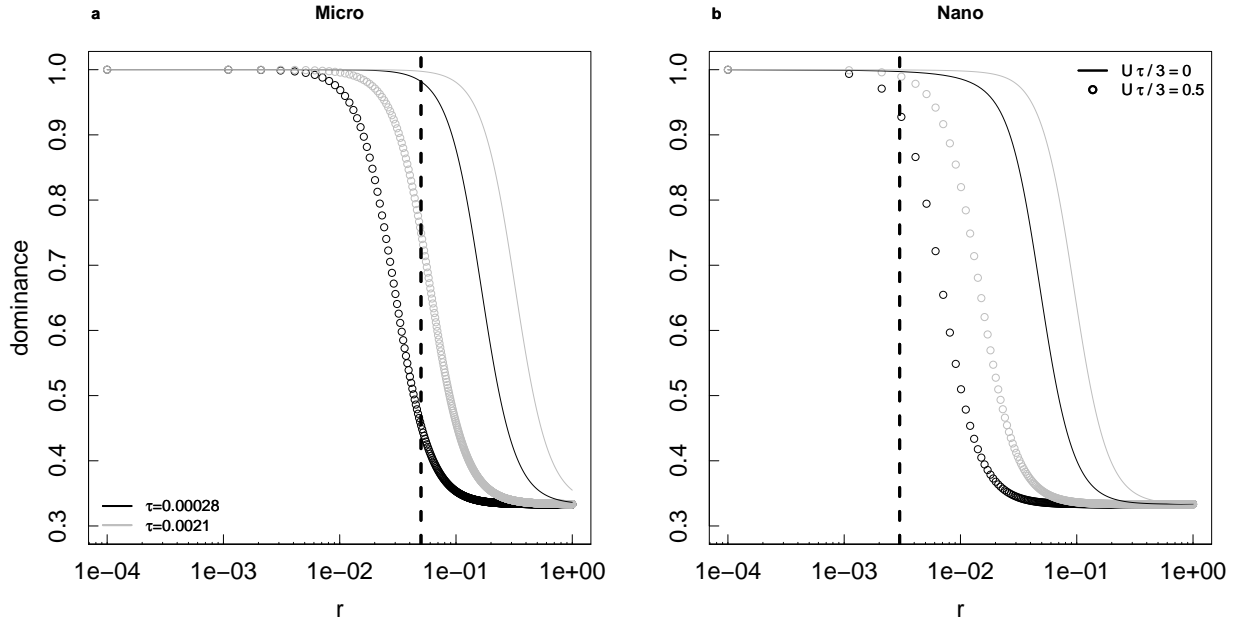 a Micro
dominance
1.0
0.9
0.8
0.7
0.6
0.5
0.4
0.3
τ=0.00028
τ=0.0021
1e−04 1e−03 1e−02 1e−01 1e+00
r
b Nano
1.0
0.9
0.8
0.7
0.6
0.5
0.4
0.3
U τ / 3 = 0
U τ / 3 = 0.5
1e−04 1e−03 1e−02 1e−01 1e+00
r